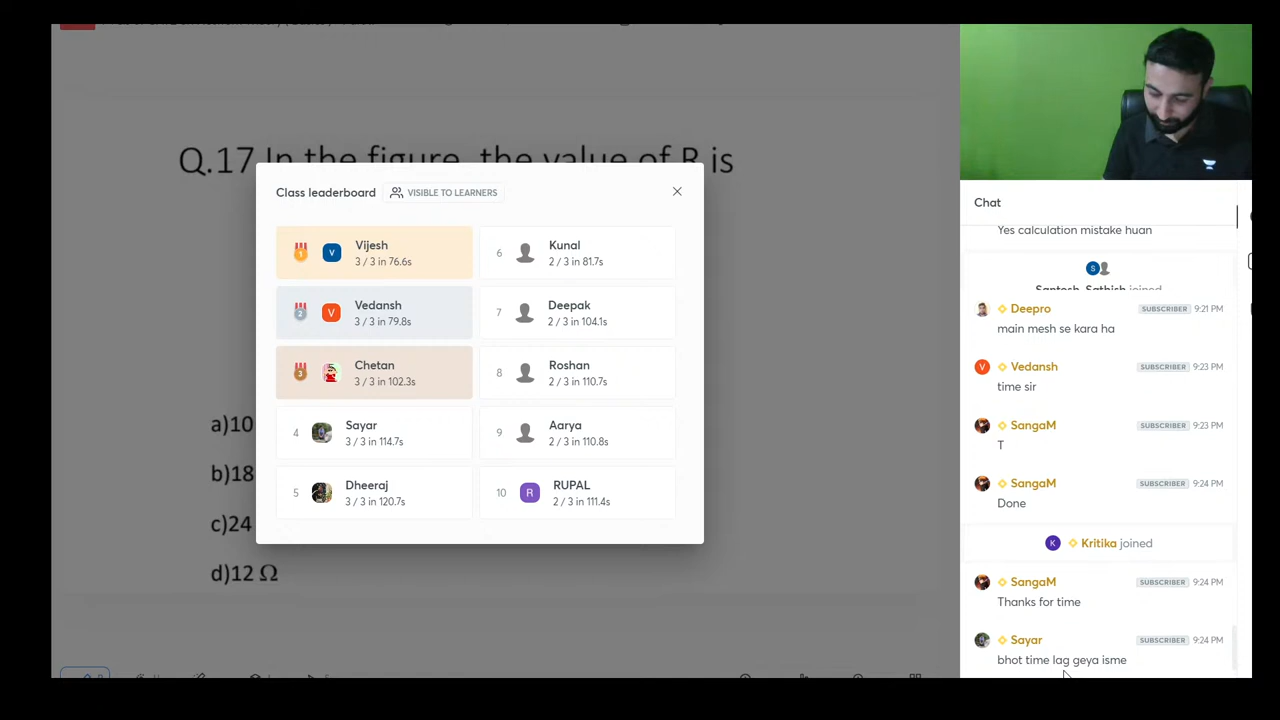 Q.17 In the figure, the value of R is
a)10
b)18
c)24
d)12 Ω
Class leaderboard
VISIBLE TO LEARNERS
1
V
Vijesh
3 / 3 in 76.6s
2
V
Vedansh
3 / 3 in 79.8s
3
Chetan
3 / 3 in 102.3s
4
Sayar
3 / 3 in 114.7s
5
Dheeraj
3 / 3 in 120.7s
6
Kunal
2 / 3 in 81.7s
7
Deepak
2 / 3 in 104.1s
8
Roshan
2 / 3 in 110.7s
9
Aarya
2 / 3 in 110.8s
10
R
RUPAL
2 / 3 in 111.4s
Chat
Yes calculation mistake huan
S
Santosh, Sathish joined
Deepro SUBSCRIBER 9:21 PM
main mesh se kara ha
V Vedansh SUBSCRIBER 9:23 PM
time sir
SangaM SUBSCRIBER 9:23 PM
T
SangaM SUBSCRIBER 9:24 PM
Done
K Kritika joined
SangaM SUBSCRIBER 9:24 PM
Thanks for time
Sayar SUBSCRIBER 9:24 PM
bhot time lag geya isme